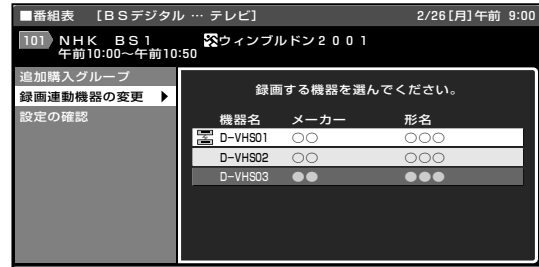 ■番組表 [BSデジタル … テレビ] 2/26[月]午前 9:00
101 NHK BS1 ウィンブルドン2001
午前10:00~午前10:50
追加購入グループ
録画連動機器の変更 ▶
設定の確認
録画する機器を選んでください。
機器名 メーカー 形名
D-VHS01 ○○ ○○○
D-VHS02 ○○ ○○○
D-VHS03 ●● ●●●